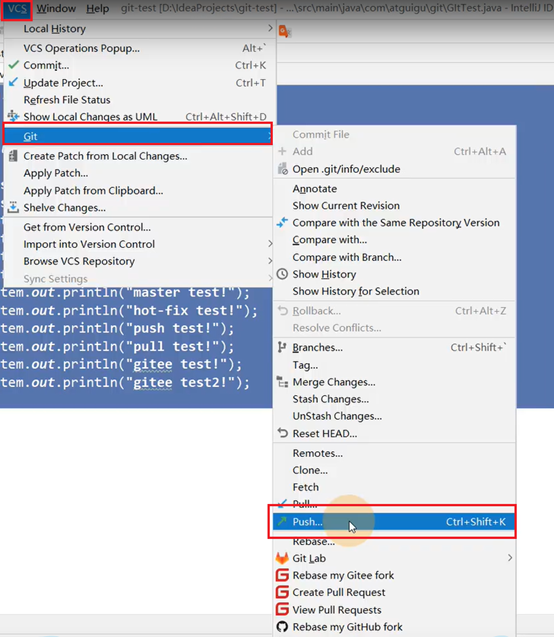 VCS Window Help git-test [D:\IdeaProjects\git-test] - ...\src\main\java\com\atguigu\git\GitTest.java - IntelliJ ID
Local History
VCS Operations Popup... Alt+`
Commit... Ctrl+K
Update Project... Ctrl+T
Refresh File Status
Show Local Changes as UML Ctrl+Alt+Shift+D
Git
Create Patch from Local Changes...
Apply Patch...
Apply Patch from Clipboard...
Shelve Changes...
Get from Version Control...
Import into Version Control
Browse VCS Repository
Sync Settings
Commit File
Add Ctrl+Alt+A
Open .git/info/exclude
Annotate
Show Current Revision
Compare with the Same Repository Version
Compare with...
Compare with Branch...
Show History
Show History for Selection
Rollback... Ctrl+Alt+Z
Resolve Conflicts...
Branches... Ctrl+Shift+`
Tag...
Merge Changes...
Stash Changes...
UnStash Changes...
Reset HEAD...
Remotes...
Clone...
Fetch
Pull...
Push... Ctrl+Shift+K
Rebase...
Git Lab
Rebase my Gitee fork
Create Pull Request
View Pull Requests
Rebase my GitHub fork
tem.out.println("master test!");
tem.out.println("hot-fix test!");
tem.out.println("push test!");
tem.out.println("pull test!");
tem.out.println("gitee test!");
tem.out.println("gitee test2!");